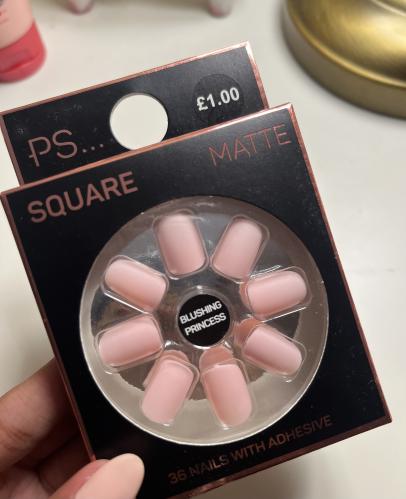 £1.00
PS...
MATTE
SQUARE
BLUSHING
PRINCESS
36 NAILS WITH ADHESIVE